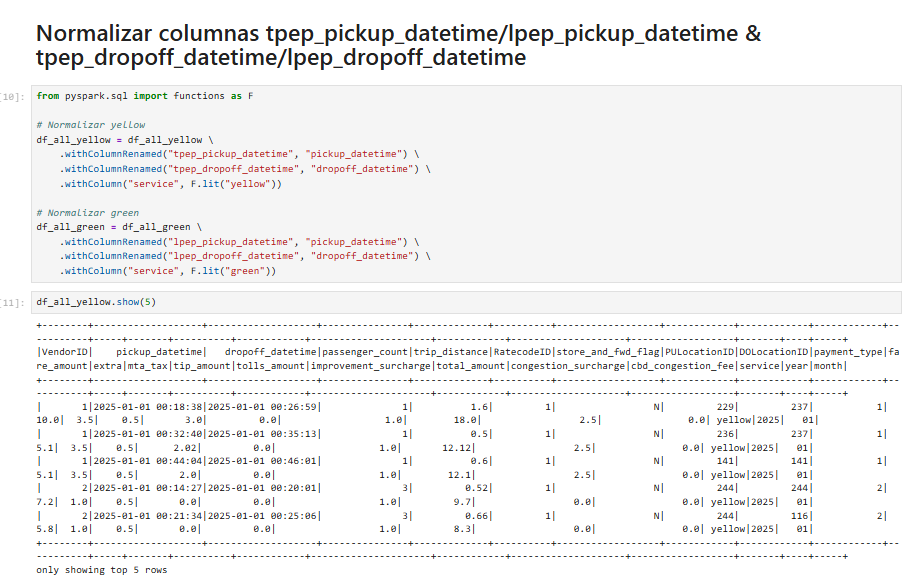 Normalizar columnas tpep_pickup_datetime/lpep_pickup_datetime &
tpep_dropoff_datetime/lpep_dropoff_datetime
[10]:
from pyspark.sql import functions as F
# Normalizar yellow
df_all_yellow = df_all_yellow \
    .withColumnRenamed("tpep_pickup_datetime", "pickup_datetime") \
    .withColumnRenamed("tpep_dropoff_datetime", "dropoff_datetime") \
    .withColumn("service", F.lit("yellow"))
# Normalizar green
df_all_green = df_all_green \
    .withColumnRenamed("lpep_pickup_datetime", "pickup_datetime") \
    .withColumnRenamed("lpep_dropoff_datetime", "dropoff_datetime") \
    .withColumn("service", F.lit("green"))
[11]:
df_all_yellow.show(5)
|VendorID|    pickup_datetime|   dropoff_datetime|passenger_count|trip_distance|RatecodeID|store_and_fwd_flag|PULocationID|DOLocationID|payment_type|fa
re_amount|extra|mta_tax|tip_amount|tolls_amount|improvement_surcharge|total_amount|congestion_surcharge|cbd_congestion_fee|service|year|month|
|       1|2025-01-01 00:18:38|2025-01-01 00:26:59|              1|          1.6|         1|                 N|         229|         237|           1|
10.0|  3.5|    0.5|       3.0|         0.0|                  1.0|        18.0|                 2.5|               0.0| yellow|2025|   01|
|       1|2025-01-01 00:32:40|2025-01-01 00:35:13|              1|          0.5|         1|                 N|         236|         237|           1|
5.1|  3.5|    0.5|      2.02|         0.0|                  1.0|       12.12|                 2.5|               0.0| yellow|2025|   01|
|       1|2025-01-01 00:44:04|2025-01-01 00:46:01|              1|          0.6|         1|                 N|         141|         141|           1|
5.1|  3.5|    0.5|       2.0|         0.0|                  1.0|        12.1|                 2.5|               0.0| yellow|2025|   01|
|       2|2025-01-01 00:14:27|2025-01-01 00:20:01|              3|         0.52|         1|                 N|         244|         244|           2|
7.2|  1.0|    0.5|       0.0|         0.0|                  1.0|         9.7|                 0.0|               0.0| yellow|2025|   01|
|       2|2025-01-01 00:21:34|2025-01-01 00:25:06|              3|         0.66|         1|                 N|         244|         116|           2|
5.8|  1.0|    0.5|       0.0|         0.0|                  1.0|         8.3|                 0.0|               0.0| yellow|2025|   01|
only showing top 5 rows